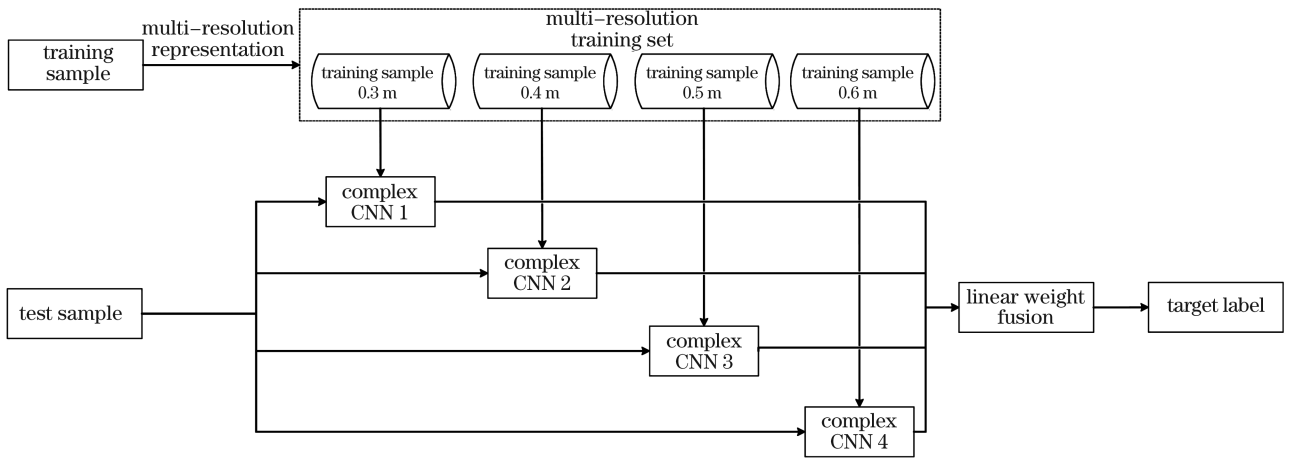 training
sample
multi-resolution
representation
multi-resolution
training set
training sample
0.3 m
training sample
0.4 m
training sample
0.5 m
training sample
0.6 m
complex
CNN 1
complex
CNN 2
complex
CNN 3
complex
CNN 4
test sample
linear weight
fusion
target label